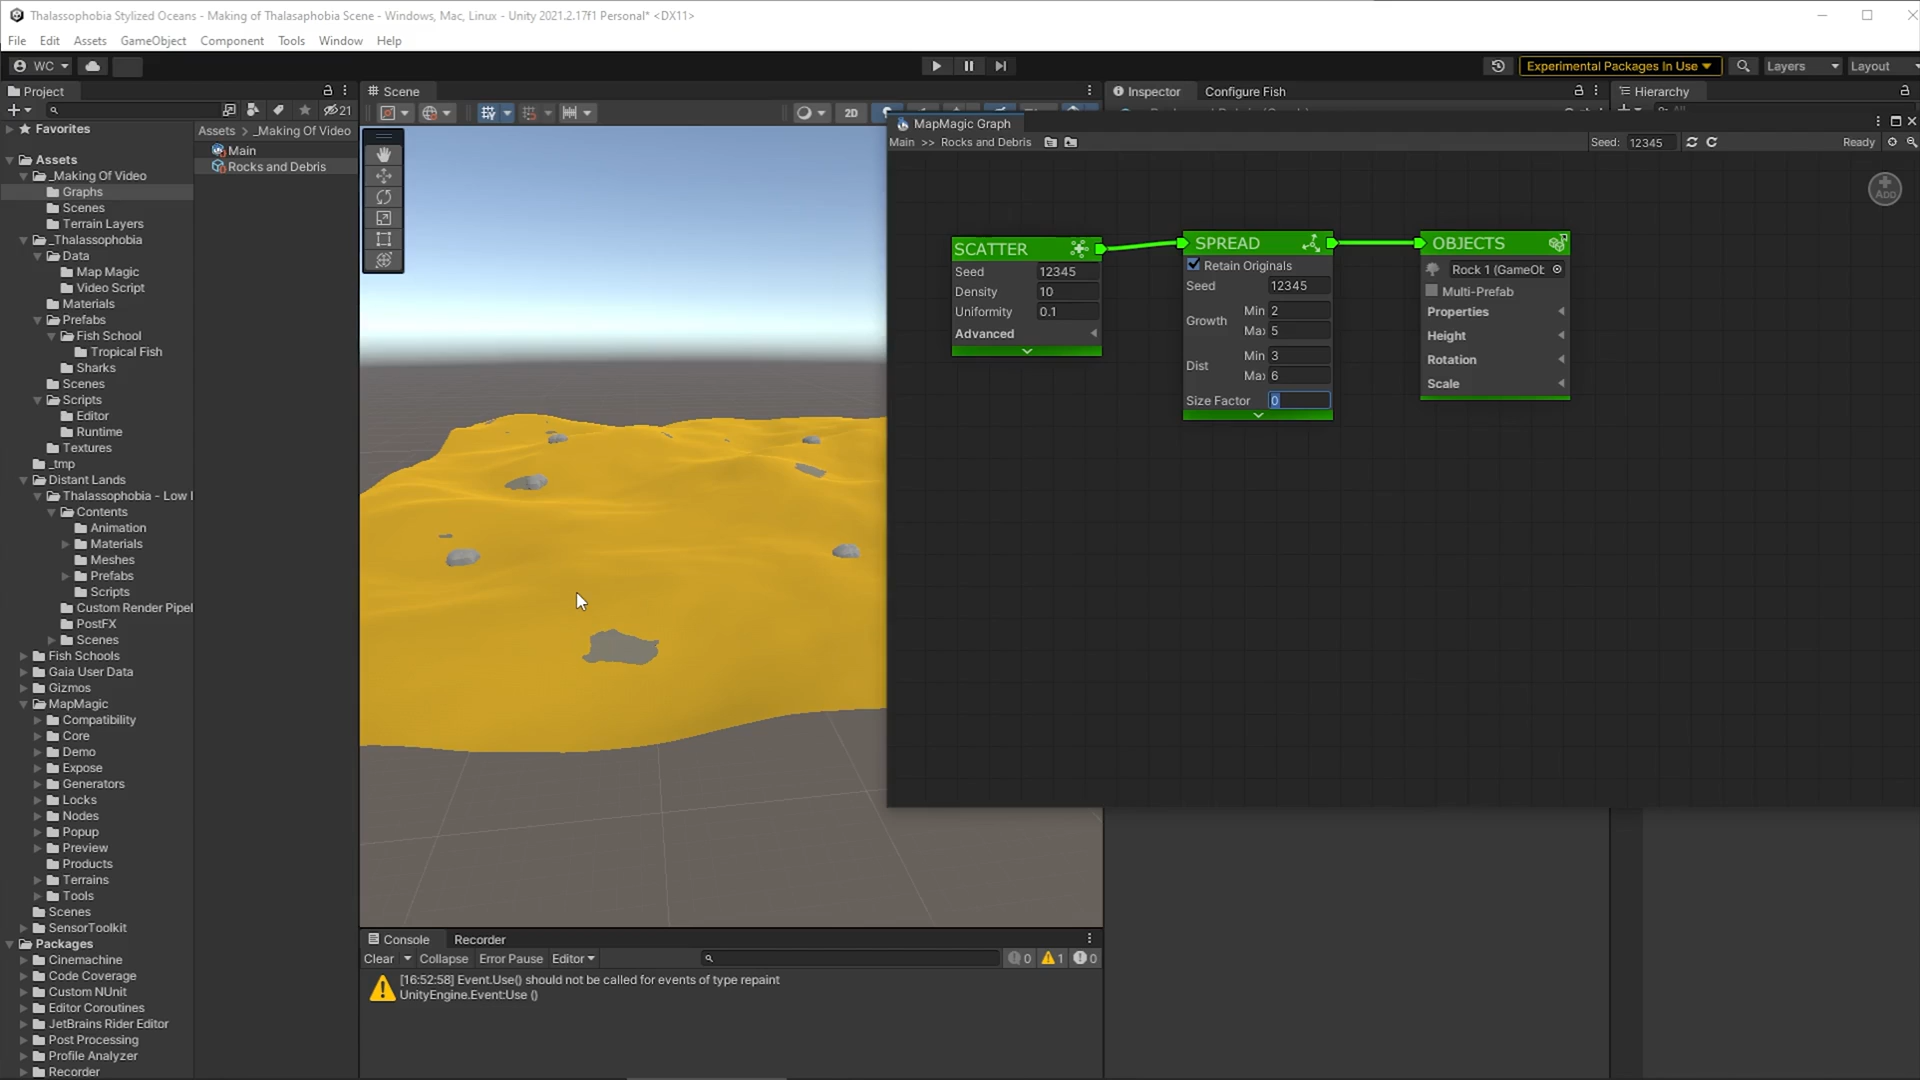 Thalassophobia Stylized Oceans - Making of Thalasaphobia Scene - Windows, Mac, Linux - Unity 2021.2.17f1 Personal* <DX11>
File Edit Assets GameObject Component Tools Window Help
WC
Experimental Packages In Use
Layers
Layout
Project
21
Favorites
Assets
_Making Of Video
Graphs
Scenes
Terrain Layers
_Thalassophobia
Data
Map Magic
Video Script
Materials
Prefabs
Fish School
Tropical Fish
Sharks
Scenes
Scripts
Editor
Runtime
Textures
_tmp
Distant Lands
Thalassophobia - Low
Contents
Animation
Materials
Meshes
Prefabs
Scripts
Custom Render Pipel
PostFX
Scenes
Fish Schools
Gaia User Data
Gizmos
MapMagic
Compatibility
Core
Demo
Expose
Generators
Locks
Nodes
Popup
Preview
Products
Terrains
Tools
Scenes
SensorToolkit
Packages
Cinemachine
Code Coverage
Custom NUnit
Editor Coroutines
JetBrains Rider Editor
Post Processing
Profile Analyzer
Recorder
Assets > _Making Of Video
Main
Rocks and Debris
Scene
2D
Inspector
Configure Fish
Hierarchy
MapMagic Graph
Main >> Rocks and Debris
Seed: 12345
Ready
ADD
SCATTER
Seed 12345
Density 10
Uniformity 0.1
Advanced
SPREAD
Retain Originals
Seed 12345
Growth
Min 2
Max 5
Dist
Min 3
Max 6
Size Factor 0
OBJECTS
Rock 1 (GameOb
Multi-Prefab
Properties
Height
Rotation
Scale
Console
Recorder
Clear Collapse Error Pause Editor
0 1 0
[16:52:58] Event.Use() should not be called for events of type repaint
UnityEngine.Event:Use ()